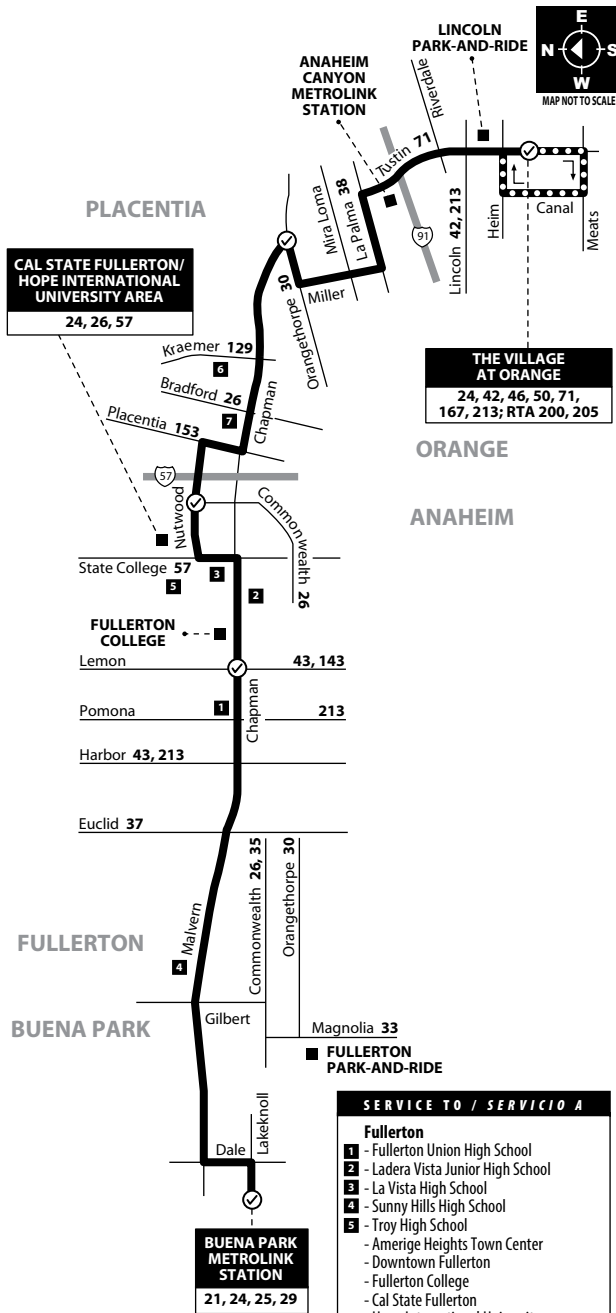 E
N S
W
MAP NOT TO SCALE
LINCOLN
PARK-AND-RIDE
ANAHEIM
CANYON
METROLINK
STATION
Riverdale
Tustin 71
PLACENTIA
Mira Loma
La Palma 38
91
Lincoln 42, 213
Heim
Canal
Meats
CAL STATE FULLERTON/
HOPE INTERNATIONAL
UNIVERSITY AREA
24, 26, 57
Orangethorpe 30
Miller
Kraemer 129
6
Bradford 26
7
Chapman
Placentia 153
THE VILLAGE
AT ORANGE
24, 42, 46, 50, 71,
167, 213; RTA 200, 205
ORANGE
57
Nutwood
Commonwealth
26
ANAHEIM
State College 57
3
5
2
FULLERTON
COLLEGE
Lemon 43, 143
1
Chapman
Pomona 213
Harbor 43, 213
Euclid 37
Commonwealth 26, 35
Orangethorpe 30
Malvern
FULLERTON
4
BUENA PARK
Gilbert
Magnolia 33
FULLERTON
PARK-AND-RIDE
Lakeknoll
Dale
BUENA PARK
METROLINK
STATION
21, 24, 25, 29
SERVICE TO / SERVICIO A
Fullerton
1 - Fullerton Union High School
2 - Ladera Vista Junior High School
3 - La Vista High School
4 - Sunny Hills High School
5 - Troy High School
- Amerige Heights Town Center
- Downtown Fullerton
- Fullerton College
- Cal State Fullerton